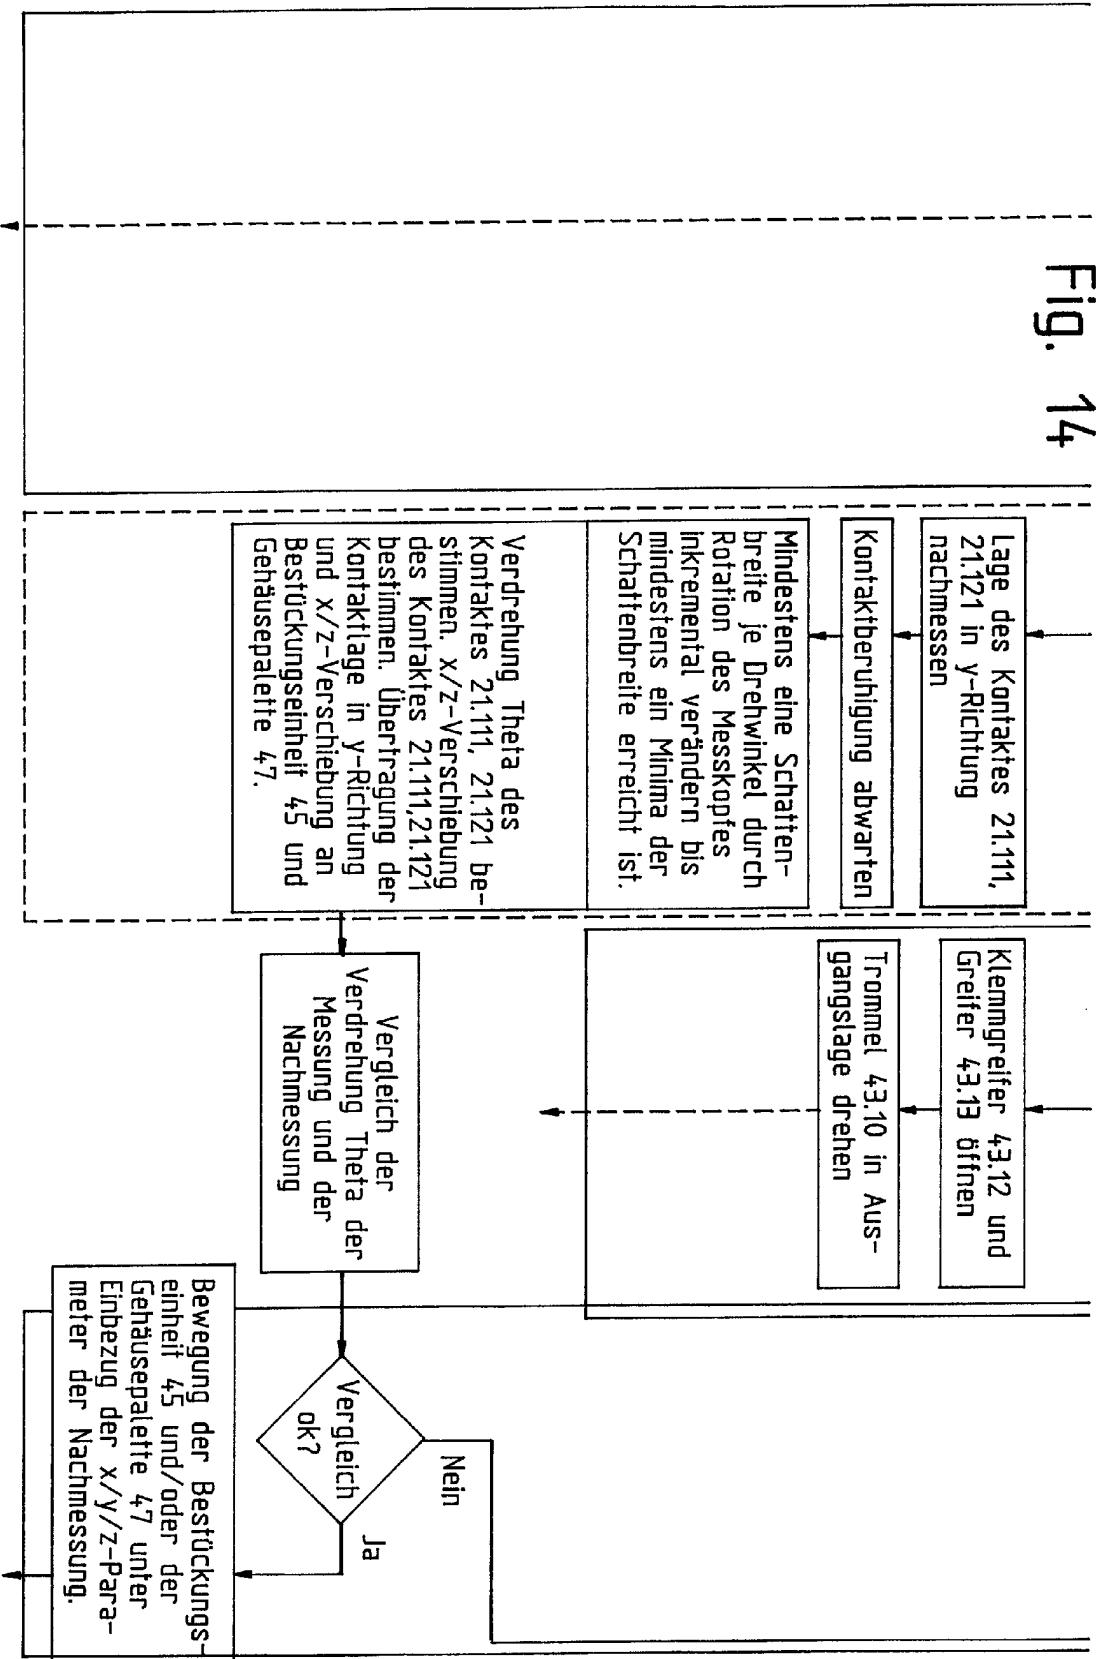 Fig. 14
Lage des Kontaktes 21.111,
21.121 in y-Richtung
nachmessen
Kontaktberuhigung abwarten
Mindestens eine Schatten-
breite je Drehwinkel durch
Rotation des Messkopfes
inkremental verändern bis
mindestens ein Minima der
Schattenbreite erreicht ist.
Verdrehung Theta des
Kontaktes 21.111, 21.121 be-
stimmen. x/z-Verschiebung
des Kontaktes 21.111,21.121
bestimmen. Übertragung der
Kontaktlage in y-Richtung
und x/z-Verschiebung an
Bestückungseinheit 45 und
Gehäusepalette 47.
Klemmgreifer 43.12 und
Greifer 43.13 öffnen
Trommel 43.10 in Aus-
gangslage drehen
Vergleich der
Verdrehung Theta der
Messung und der
Nachmessung
Vergleich
ok?
Nein
Ja
Bewegung der Bestückungs-
einheit 45 und/oder der
Gehäusepalette 47 unter
Einbezug der x/y/z-Para-
meter der Nachmessung.